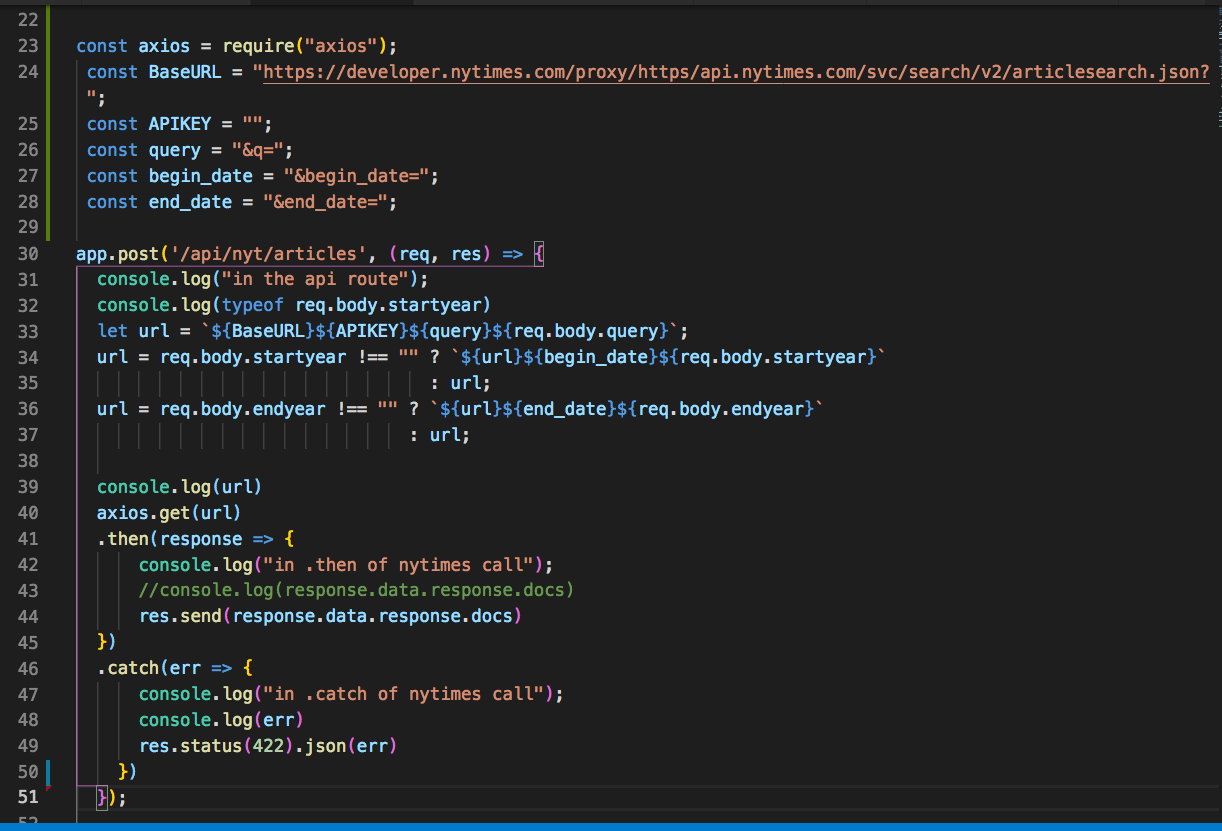 22
23 const axios = require("axios");
24 const BaseURL = "https://developer.nytimes.com/proxy/https/api.nytimes.com/svc/search/v2/articlesearch.json?
";
25 const APIKEY = "";
26 const query = "&q=";
27 const begin_date = "&begin_date=";
28 const end_date = "&end_date=";
29
30 app.post('/api/nyt/articles', (req, res) => {
31 console.log("in the api route");
32 console.log(typeof req.body.startyear)
33 let url = `${BaseURL}${APIKEY}${query}${req.body.query}`;
34 url = req.body.startyear !== "" ? `${url}${begin_date}${req.body.startyear}`
35 : url;
36 url = req.body.endyear !== "" ? `${url}${end_date}${req.body.endyear}`
37 : url;
38
39 console.log(url)
40 axios.get(url)
41 .then(response => {
42 console.log("in .then of nytimes call");
43 //console.log(response.data.response.docs)
44 res.send(response.data.response.docs)
45 })
46 .catch(err => {
47 console.log("in .catch of nytimes call");
48 console.log(err)
49 res.status(422).json(err)
50 })
51 });
52